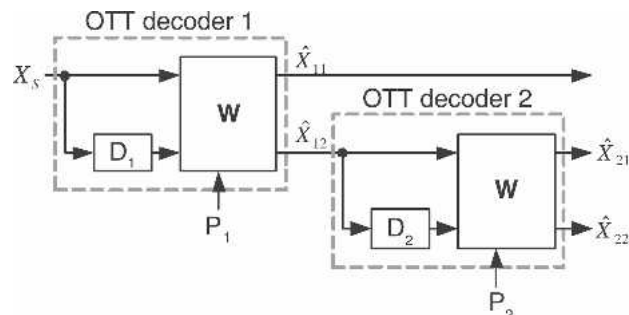 OTT decoder 1
X_S
W
D_1
P_1
X̂_11
X̂_12
OTT decoder 2
W
D_2
X̂_21
X̂_22